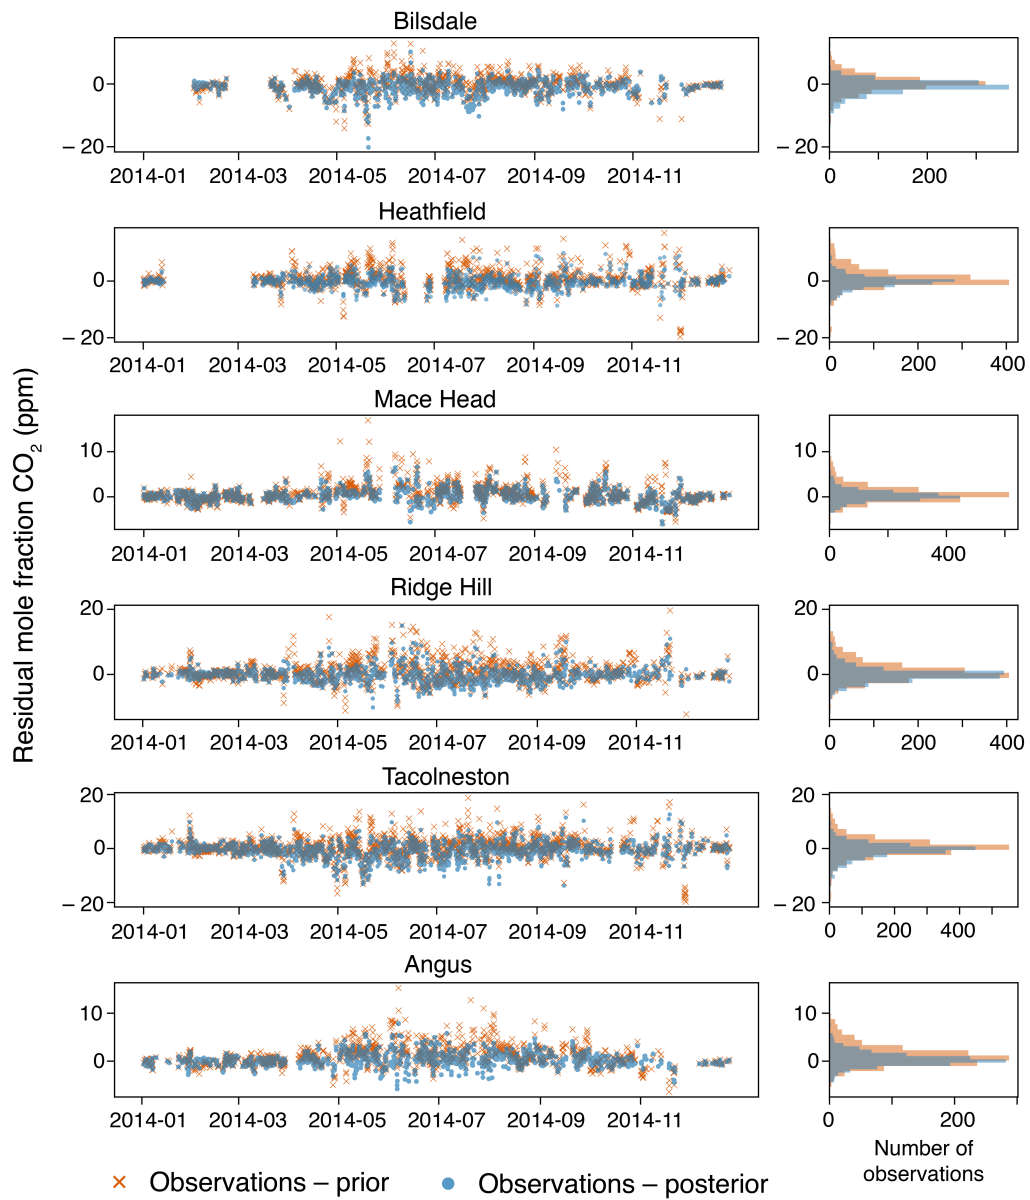 Bilsdale
0
– 20
2014-01 2014-03 2014-05 2014-07 2014-09 2014-11
0
– 20
0 200
Heathfield
0
– 20
2014-01 2014-03 2014-05 2014-07 2014-09 2014-11
0
– 20
0 200 400
Mace Head
10
0
2014-01 2014-03 2014-05 2014-07 2014-09 2014-11
10
0
0 400
Ridge Hill
20
0
2014-01 2014-03 2014-05 2014-07 2014-09 2014-11
20
0
0 200 400
Tacolneston
20
0
– 20
2014-01 2014-03 2014-05 2014-07 2014-09 2014-11
20
0
– 20
0 200 400
Angus
10
0
2014-01 2014-03 2014-05 2014-07 2014-09 2014-11
10
0
0 200
Residual mole fraction CO₂ (ppm)
Number of
observations
Observations – prior
Observations – posterior